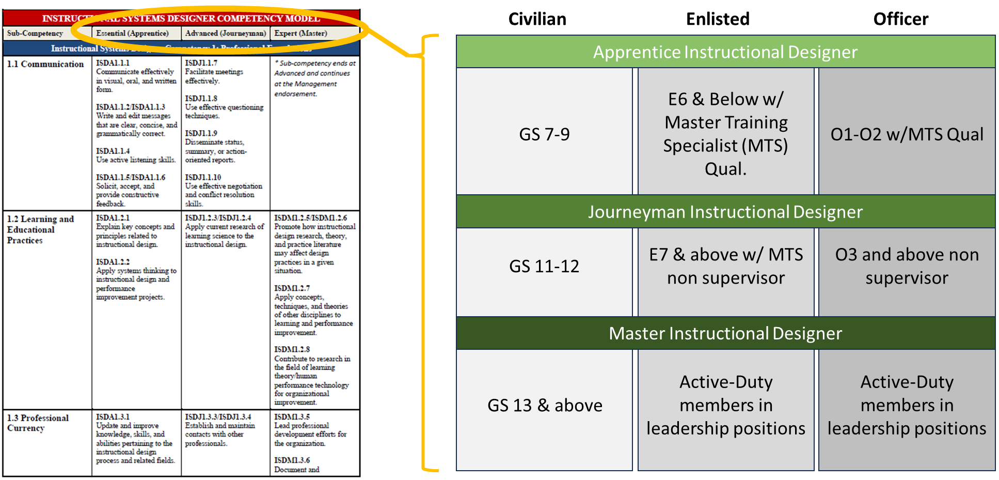 INSTRUCTIONAL SYSTEMS DESIGNER COMPETENCY MODEL
Sub-Competency Essential (Apprentice) Advanced (Journeyman) Expert (Master)
Instructional Systems Designer Competency 1: Professional Foundations
1.1 Communication
ISDA1.1.1
Communicate effectively
in visual, oral, and written
form.
ISDA1.1.2/ISDA1.1.3
Write and edit messages
that are clear, concise, and
grammatically correct.
ISDA1.1.4
Use active listening skills.
ISDA1.1.5/ISDA1.1.6
Solicit, accept, and
provide constructive
feedback.
ISDJ1.1.7
Facilitate meetings
effectively.
ISDJ1.1.8
Use effective questioning
techniques.
ISDJ1.1.9
Disseminate status,
summary, or action-
oriented reports.
ISDJ1.1.10
Use effective negotiation
and conflict resolution
skills.
* Sub-competency ends at
Advanced and continues
at the Management
endorsement.
1.2 Learning and
Educational
Practices
ISDA1.2.1
Explain key concepts and
principles related to
instructional design.
ISDA1.2.2
Apply systems thinking to
instructional design and
performance
improvement projects.
ISDJ1.2.3/ISDJ1.2.4
Apply current research of
learning science to the
instructional design.
ISDM1.2.5/ISDM1.2.6
Promote how instructional
design research, theory,
and practice literature
may affect design
practices in a given
situation.
ISDM1.2.7
Apply concepts,
techniques, and theories
of other disciplines to
learning and performance
improvement.
ISDM1.2.8
Contribute to research in
the field of learning
theory/human
performance technology
for organizational
improvement.
1.3 Professional
Currency
ISDA1.3.1
Update and improve
knowledge, skills, and
abilities pertaining to the
instructional design
process and related fields.
ISDJ1.3.3/ISDJ1.3.4
Establish and maintain
contacts with other
professionals.
ISDM1.3.5
Lead professional
development efforts for
the organization.
ISDM1.3.6
Document and
Civilian Enlisted Officer
Apprentice Instructional Designer
GS 7-9
E6 & Below w/
Master Training
Specialist (MTS)
Qual.
O1-O2 w/MTS Qual
Journeyman Instructional Designer
GS 11-12
E7 & above w/ MTS
non supervisor
O3 and above non
supervisor
Master Instructional Designer
GS 13 & above
Active-Duty
members in
leadership positions
Active-Duty
members in
leadership positions